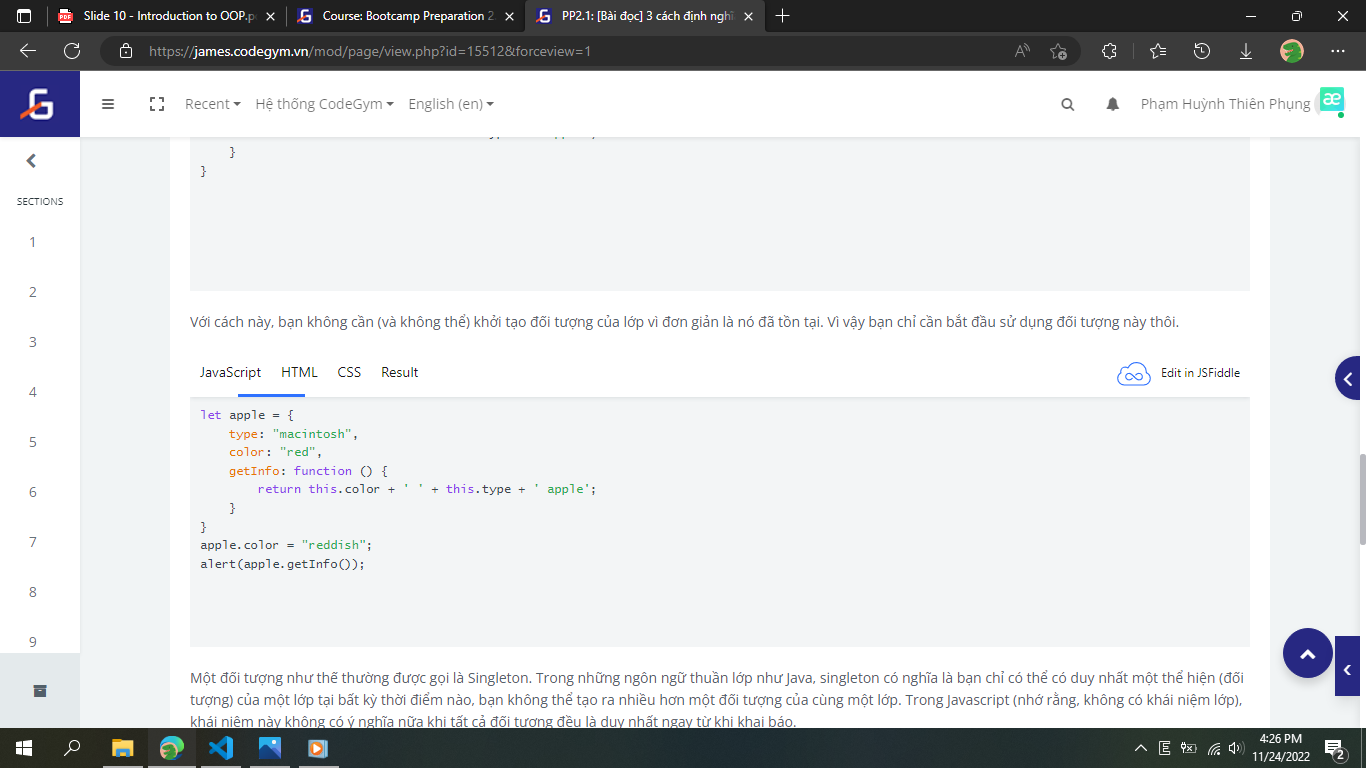 Slide 10 - Introduction to OOP.p
Course: Bootcamp Preparation 2
PP2.1: [Bài đọc] 3 cách định nghĩ
https://james.codegym.vn/mod/page/view.php?id=15512&forceview=1
Recent
Hệ thống CodeGym
English (en)
Phạm Huỳnh Thiên Phụng
æ
SECTIONS
1
2
3
4
5
6
7
8
9
}
}
Với cách này, bạn không cần (và không thể) khởi tạo đối tượng của lớp vì đơn giản là nó đã tồn tại. Vì vậy bạn chỉ cần bắt đầu sử dụng đối tượng này thôi.
JavaScript HTML CSS Result
Edit in JSFiddle
let apple = {
type: "macintosh",
color: "red",
getInfo: function () {
return this.color + ' ' + this.type + ' apple';
}
}
apple.color = "reddish";
alert(apple.getInfo());
Một đối tượng như thế thường được gọi là Singleton. Trong những ngôn ngữ thuần lớp như Java, singleton có nghĩa là bạn chỉ có thể có duy nhất một thể hiện (đối
tượng) của một lớp tại bất kỳ thời điểm nào, bạn không thể tạo ra nhiều hơn một đối tượng của cùng một lớp. Trong Javascript (nhớ rằng, không có khái niệm lớp),
khái niệm này không có ý nghĩa nữa khi tất cả đối tượng đều là duy nhất ngay từ khi khai báo.
4:26 PM
11/24/2022
2